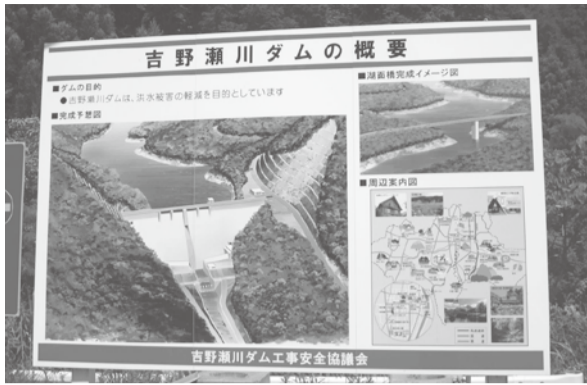 吉野瀬川ダムの概要
■ダムの目的
●吉野瀬川ダムは、洪水被害の軽減を目的としています
■完成予想図
■湖面橋完成イメージ図
■周辺案内図
吉野瀬川ダム工事安全協議会